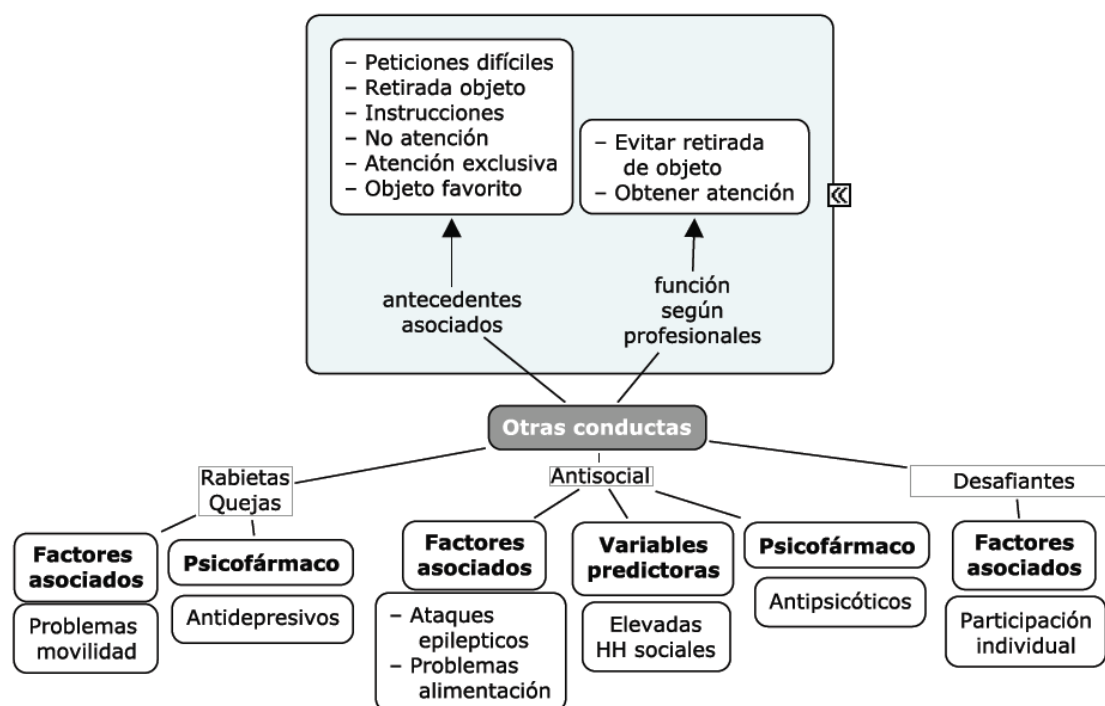 – Peticiones difíciles
– Retirada objeto
– Instrucciones
– No atención
– Atención exclusiva
– Objeto favorito
– Evitar retirada
de objeto
– Obtener atención
antecedentes
asociados
función
según
profesionales
Otras conductas
Rabietas
Quejas
Antisocial
Desafiantes
Factores
asociados
Problemas
movilidad
Psicofármaco
Antidepresivos
Factores
asociados
– Ataques
epilepticos
– Problemas
alimentación
Variables
predictoras
Elevadas
HH sociales
Psicofármaco
Antipsicóticos
Factores
asociados
Participación
individual